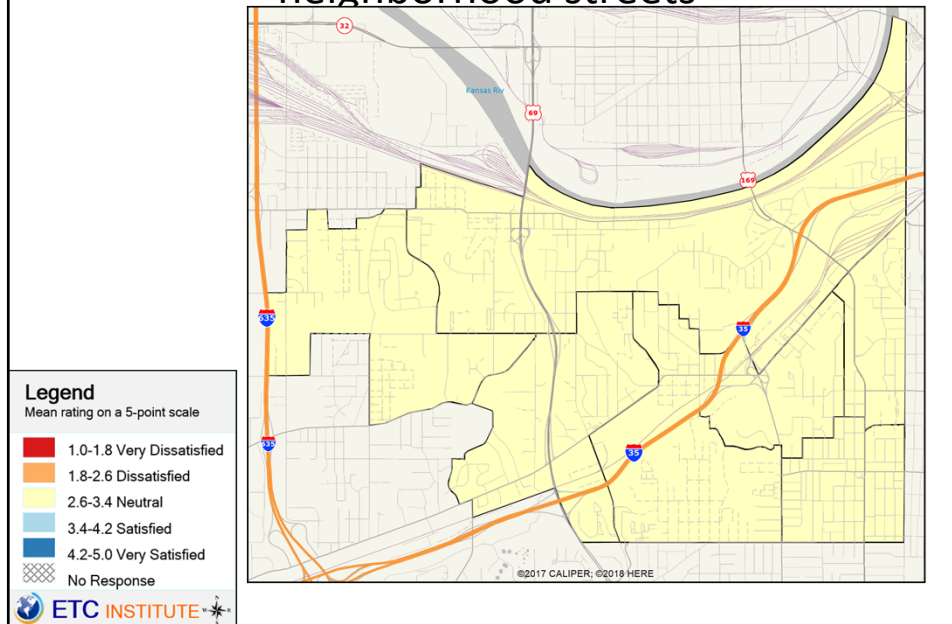 neighborhood streets
32
Kansas Riv
69
169
635
35
635
35
Legend
Mean rating on a 5-point scale
1.0-1.8 Very Dissatisfied
1.8-2.6 Dissatisfied
2.6-3.4 Neutral
3.4-4.2 Satisfied
4.2-5.0 Very Satisfied
No Response
ETC INSTITUTE
N
W E
S
©2017 CALIPER; ©2018 HERE